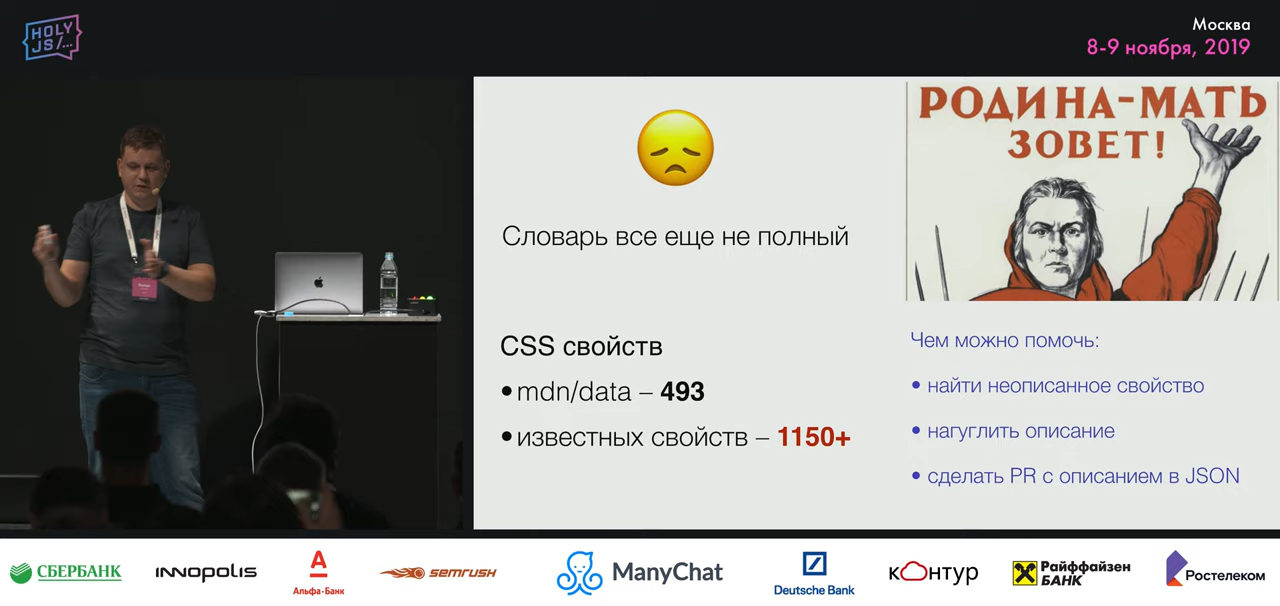 HOLY
JS/...
Москва
8-9 ноября, 2019
РОДИНА-МАТЬ
ЗОВЕТ!
Словарь все еще не полный
CSS свойств
•mdn/data – 493
•известных свойств – 1150+
Чем можно помочь:
• найти неописанное свойство
• нагуглить описание
• сделать PR с описанием в JSON
СБЕРБАНК
INNOPOLIS
А
Альфа·Банк
SEMRUSH
ManyChat
Deutsche Bank
контур
Райффайзен
БАНК
Ростелеком